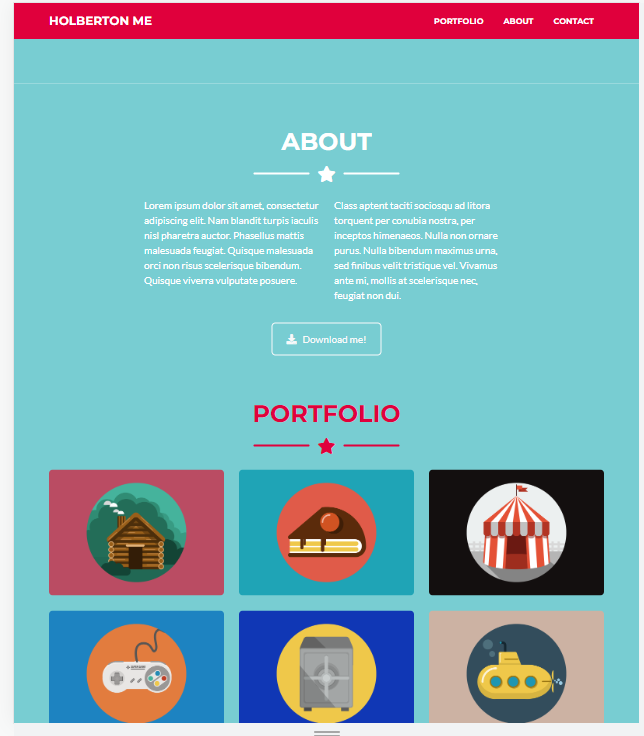 HOLBERTON ME
PORTFOLIO ABOUT CONTACT
ABOUT
Lorem ipsum dolor sit amet, consectetur
adipiscing elit. Nam blandit turpis iaculis
nisl pharetra auctor. Phasellus mattis
malesuada feugiat. Quisque malesuada
orci non risus scelerisque bibendum.
Quisque viverra vulputate posuere.
Class aptent taciti sociosqu ad litora
torquent per conubia nostra, per
inceptos himenaeos. Nulla non ornare
purus. Nulla bibendum maximus urna,
sed finibus velit tristique vel. Vivamus
ante mi, mollis at scelerisque nec,
feugiat non dui.
Download me!
PORTFOLIO